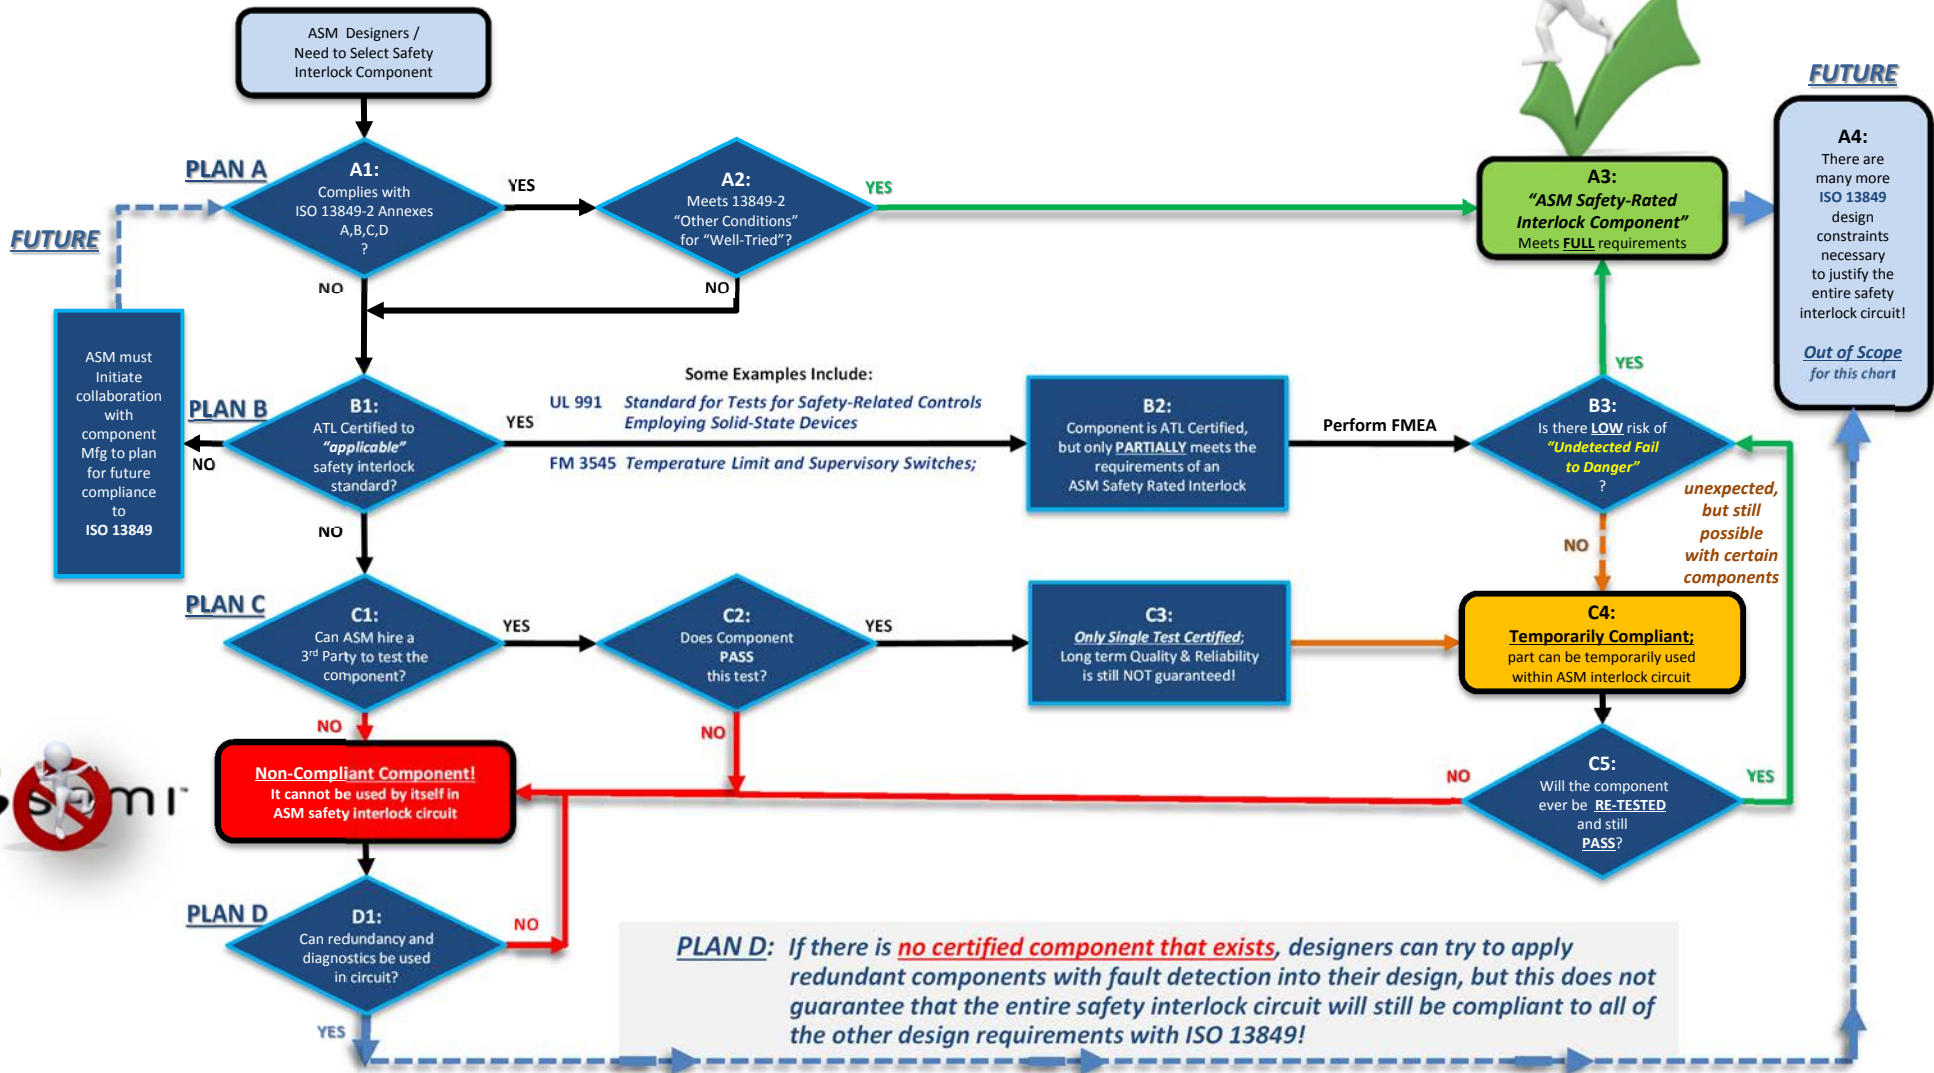 ASM Designers /
Need to Select Safety
Interlock Component
FUTURE
PLAN A
A1:
Complies with
ISO 13849-2 Annexes
A,B,C,D
?
YES
NO
A2:
Meets 13849-2
“Other Conditions”
for “Well-Tried”?
YES
NO
A3:
“ASM Safety-Rated
Interlock Component”
Meets FULL requirements
A4:
There are
many more
ISO 13849
design
constraints
necessary
to justify the
entire safety
interlock circuit!
Out of Scope
for this chart
FUTURE
ASM must
Initiate
collaboration
with
component
Mfg to plan
for future
compliance
to
ISO 13849
PLAN B
NO
B1:
ATL Certified to
“applicable”
safety interlock
standard?
YES
NO
Some Examples Include:
UL 991 Standard for Tests for Safety-Related Controls
Employing Solid-State Devices
FM 3545 Temperature Limit and Supervisory Switches;
B2:
Component is ATL Certified,
but only PARTIALLY meets the
requirements of an
ASM Safety Rated Interlock
Perform FMEA
YES
B3:
Is there LOW risk of
“Undetected Fail
to Danger”
?
NO
unexpected,
but still
possible
with certain
components
PLAN C
C1:
Can ASM hire a
3rd Party to test the
component?
YES
NO
C2:
Does Component
PASS
this test?
YES
NO
C3:
Only Single Test Certified;
Long term Quality & Reliability
is still NOT guaranteed!
C4:
Temporarily Compliant;
part can be temporarily used
within ASM interlock circuit
C5:
Will the component
ever be RE-TESTED
and still
PASS?
NO
YES
Non-Compliant Component!
It cannot be used by itself in
ASM safety interlock circuit
PLAN D
D1:
Can redundancy and
diagnostics be used
in circuit?
NO
YES
PLAN D: If there is no certified component that exists, designers can try to apply
redundant components with fault detection into their design, but this does not
guarantee that the entire safety interlock circuit will still be compliant to all of
the other design requirements with ISO 13849!